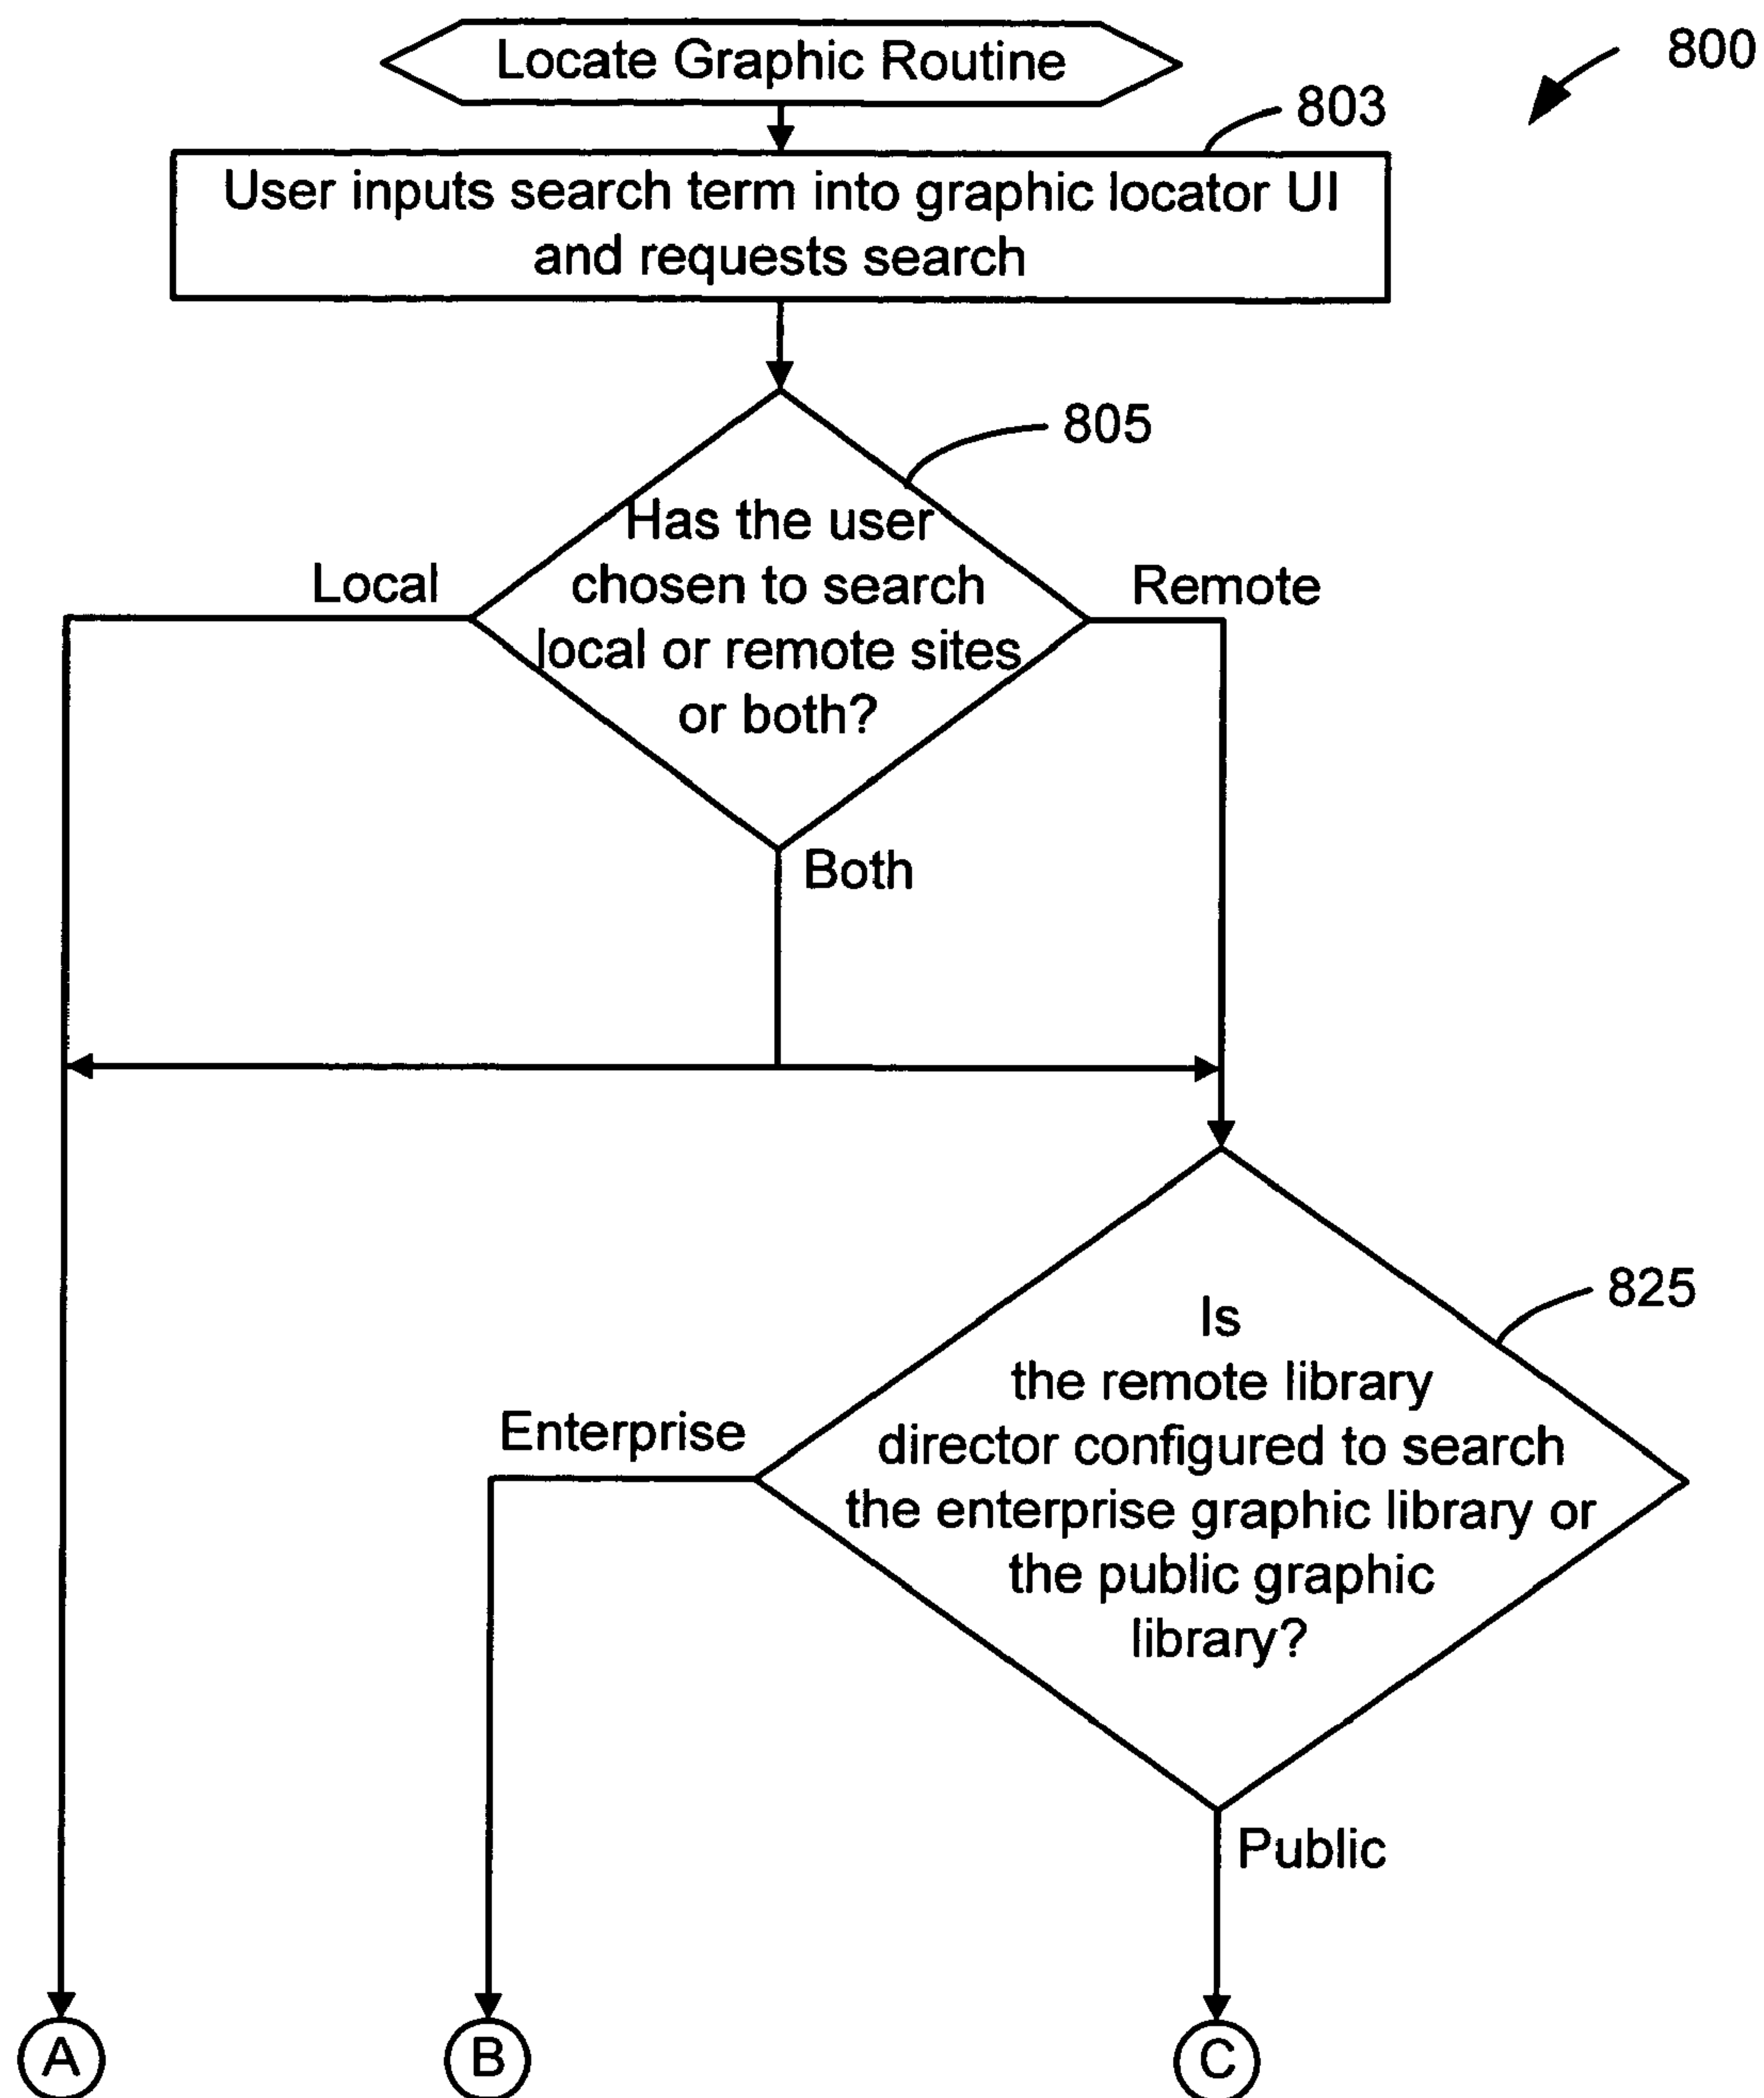 Locate Graphic Routine
800
803
User inputs search term into graphic locator UI
and requests search
805
Has the user
chosen to search
local or remote sites
or both?
Local
Remote
Both
825
Is
the remote library
director configured to search
the enterprise graphic library or
the public graphic
library?
Enterprise
Public
A
B
C